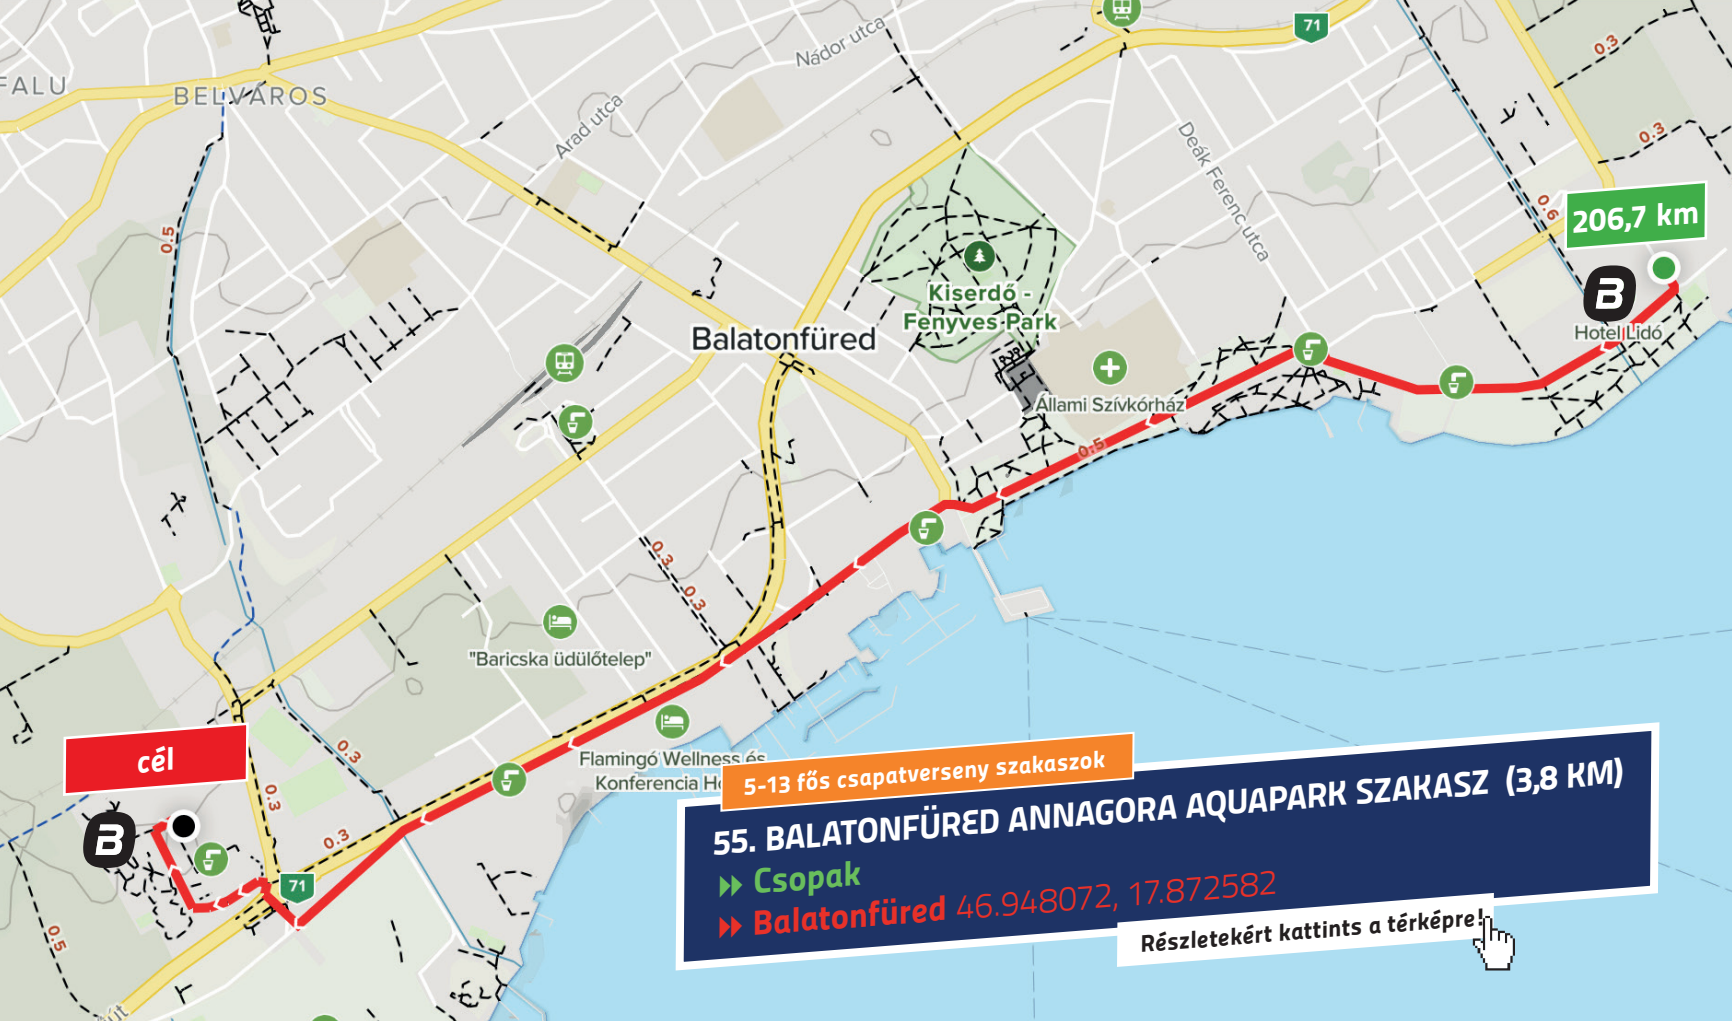 71
Nádor utca
0.3
FALU
BELVÁROS
Arad utca
Deák Ferenc utca
0.3
0.6
206,7 km
0.5
B
Kiserdő -
Fenyves Park
Balatonfüred
Hotel Lidó
Állami Szívkórház
0.5
0.3
0.3
"Baricska üdülőtelep"
cél
0.3
Flamingó Wellness és
Konferencia Ho
5-13 fős csapatverseny szakaszok
55. BALATONFÜRED ANNAGORA AQUAPARK SZAKASZ (3,8 KM)
Csopak
Balatonfüred 46.948072, 17.872582
Részletekért kattints a térképre!
0.3
B
0.3
71
0.5
út